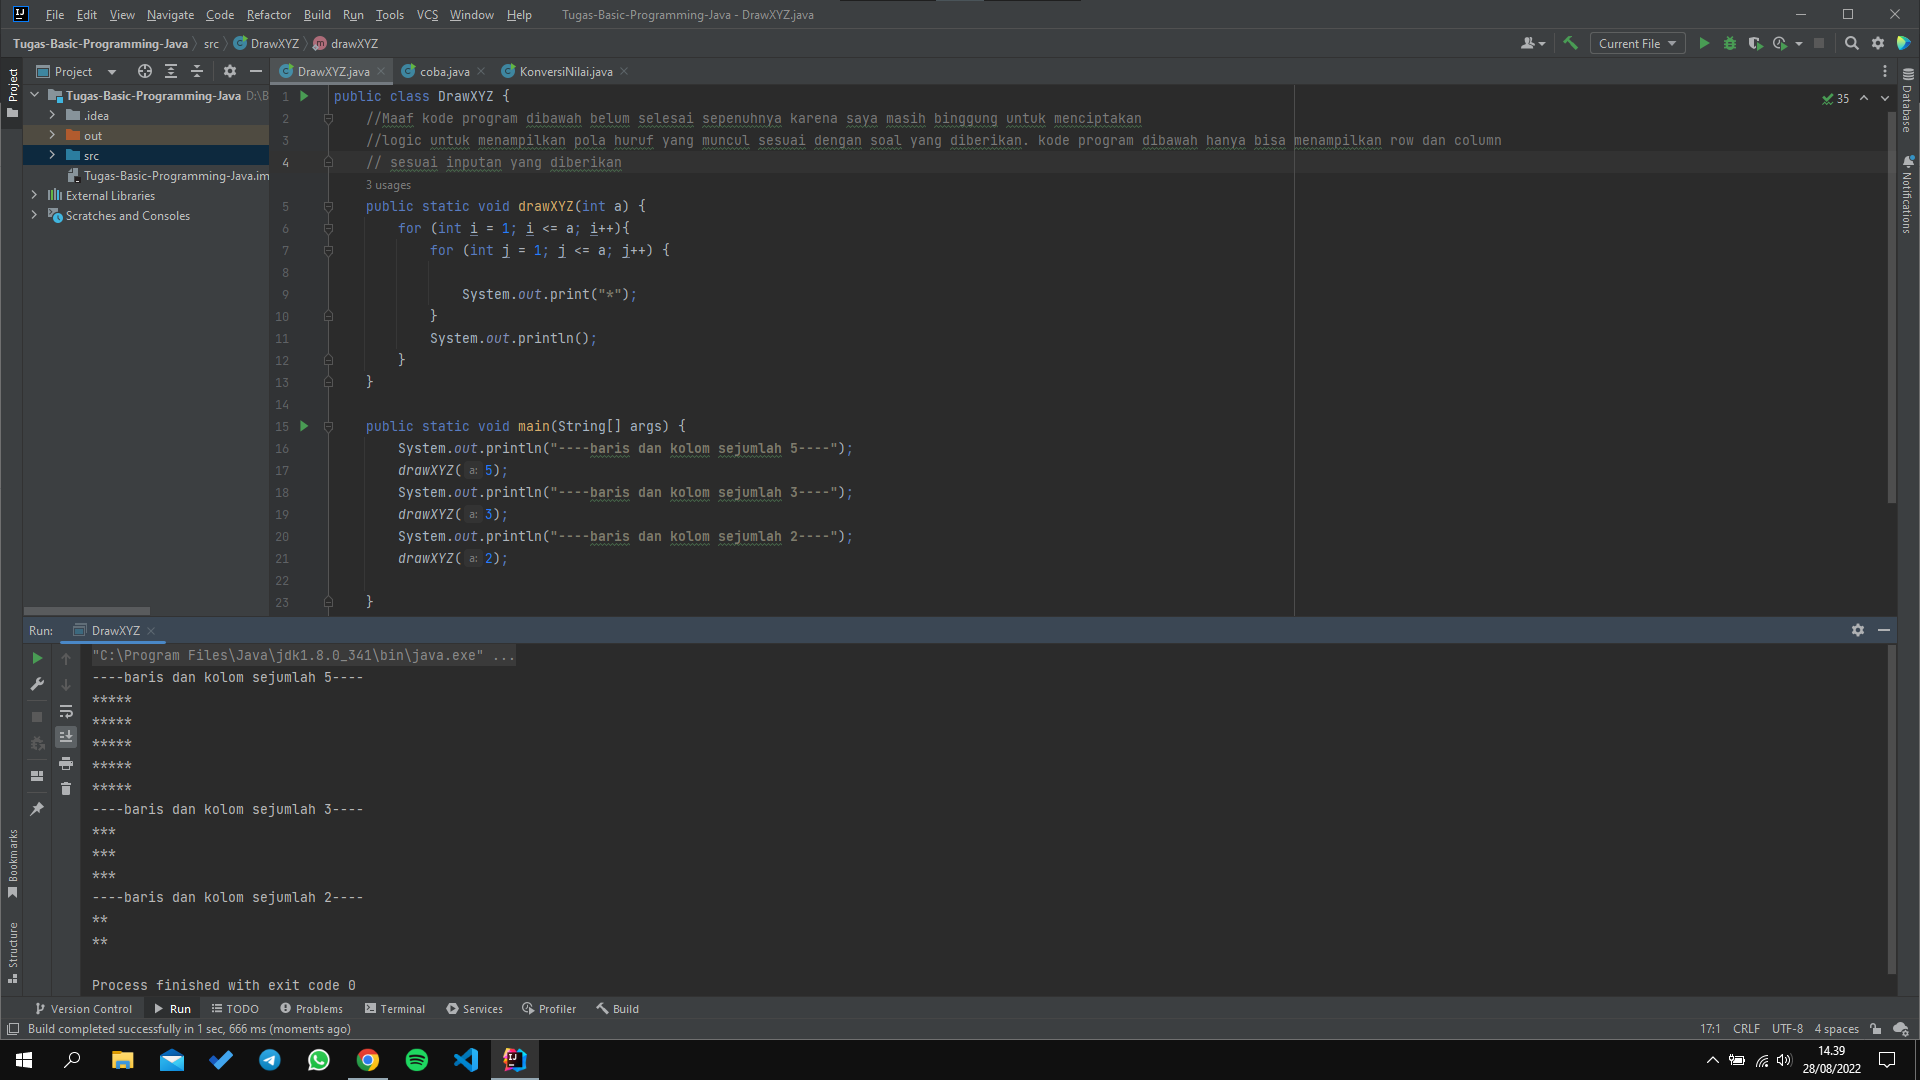 File Edit View Navigate Code Refactor Build Run Tools VCS Window Help Tugas-Basic-Programming-Java - DrawXYZ.java
Tugas-Basic-Programming-Java src DrawXYZ drawXYZ Current File
Project DrawXYZ.java coba.java KonversiNilai.java
Project
Tugas-Basic-Programming-Java D:\B
.idea
out
src
Tugas-Basic-Programming-Java.im
External Libraries
Scratches and Consoles
35
Database
Notifications
1 public class DrawXYZ {
2 //Maaf kode program dibawah belum selesai sepenuhnya karena saya masih binggung untuk menciptakan
3 //logic untuk menampilkan pola huruf yang muncul sesuai dengan soal yang diberikan. kode program dibawah hanya bisa menampilkan row dan column
4 // sesuai inputan yang diberikan
3 usages
5 public static void drawXYZ(int a) {
6 for (int i = 1; i <= a; i++){
7 for (int j = 1; j <= a; j++) {
8
9 System.out.print("*");
10 }
11 System.out.println();
12 }
13 }
14
15 public static void main(String[] args) {
16 System.out.println("----baris dan kolom sejumlah 5----");
17 drawXYZ( a: 5);
18 System.out.println("----baris dan kolom sejumlah 3----");
19 drawXYZ( a: 3);
20 System.out.println("----baris dan kolom sejumlah 2----");
21 drawXYZ( a: 2);
22
23 }
Run: DrawXYZ
"C:\Program Files\Java\jdk1.8.0_341\bin\java.exe" ...
----baris dan kolom sejumlah 5----
*****
*****
*****
*****
*****
----baris dan kolom sejumlah 3----
***
***
***
----baris dan kolom sejumlah 2----
**
**
Process finished with exit code 0
Bookmarks
Structure
Version Control Run TODO Problems Terminal Services Profiler Build
Build completed successfully in 1 sec, 666 ms (moments ago) 17:1 CRLF UTF-8 4 spaces
14.39
28/08/2022